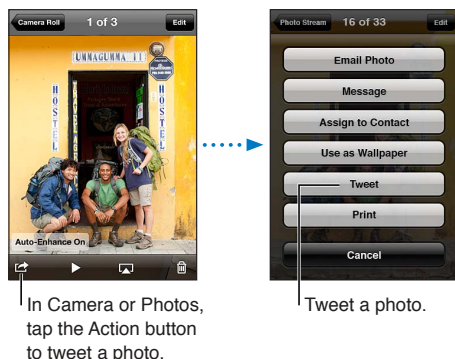 Camera Roll
1 of 3
Edit
UMMAGUMMA 11
HOSTEL
HOSTEL
Auto-Enhance On
In Camera or Photos,
tap the Action button
to tweet a photo.
Photo Stream
16 of 33
Edit
Email Photo
Message
Assign to Contact
Use as Wallpaper
Tweet
Print
Cancel
Tweet a photo.